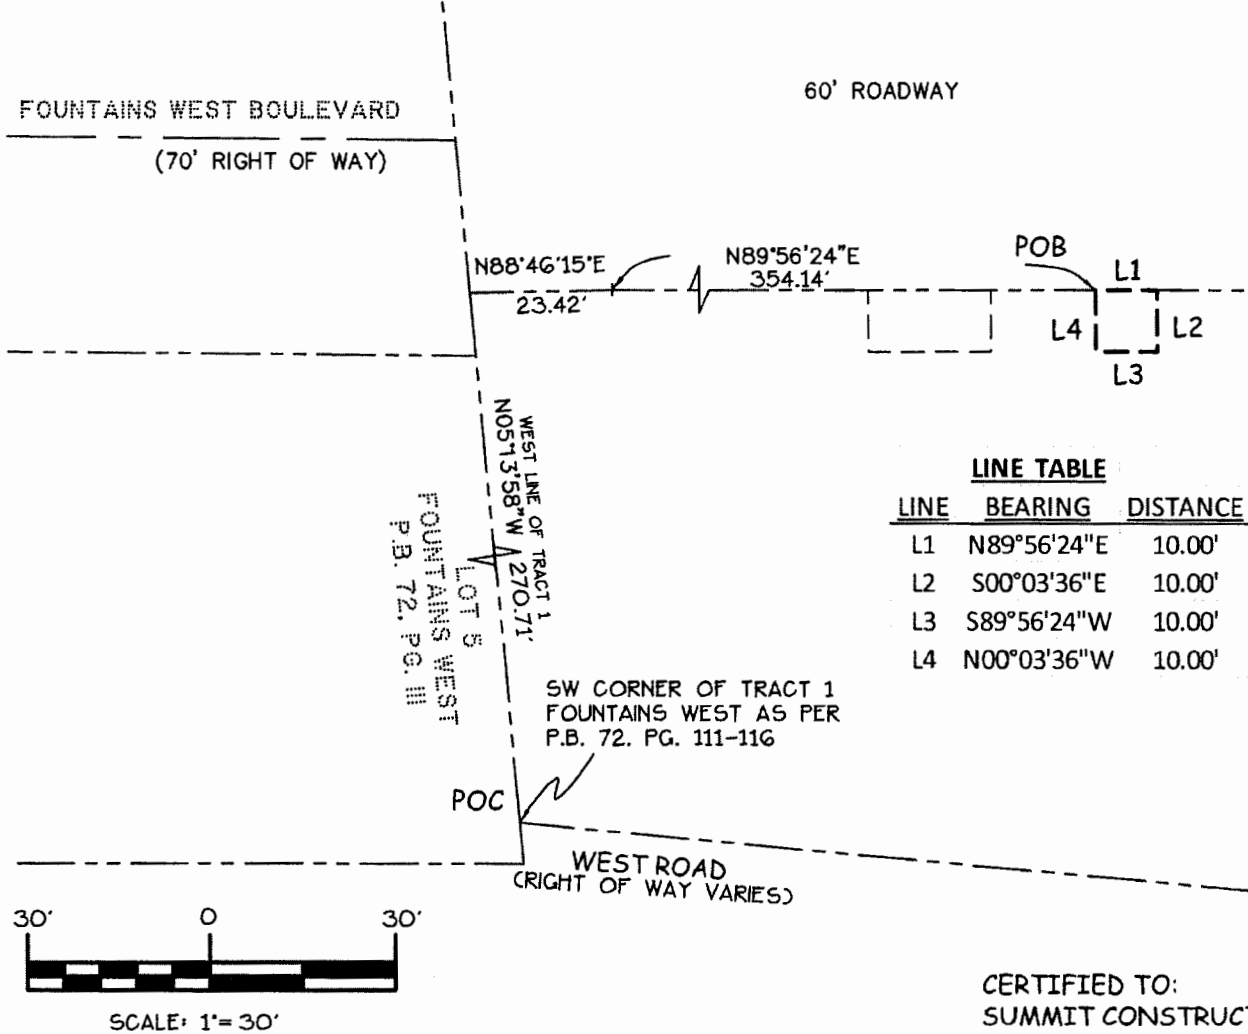 60' ROADWAY
FOUNTAINS WEST BOULEVARD
(70' RIGHT OF WAY)
N88°46'15"E
23.42'
N89°56'24"E
354.14'
POB
L1
L4
L2
L3
WEST LINE OF TRACT 1
N05°13'58"W 270.71'
LOT 5
FOUNTAINS WEST
P.B. 72, PG. 111
LINE TABLE
LINE BEARING DISTANCE
L1 N89°56'24"E 10.00'
L2 S00°03'36"E 10.00'
L3 S89°56'24"W 10.00'
L4 N00°03'36"W 10.00'
SW CORNER OF TRACT 1
FOUNTAINS WEST AS PER
P.B. 72. PG. 111-116
POC
WEST ROAD
(RIGHT OF WAY VARIES)
30' 0 30'
SCALE: 1"= 30'
CERTIFIED TO:
SUMMIT CONSTRUCT